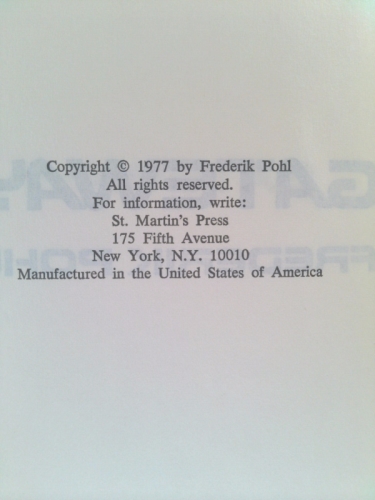 Copyright © 1977 by Frederik Pohl
All rights reserved.
For information, write:
St. Martin's Press
175 Fifth Avenue
New York, N.Y. 10010
Manufactured in the United States of America